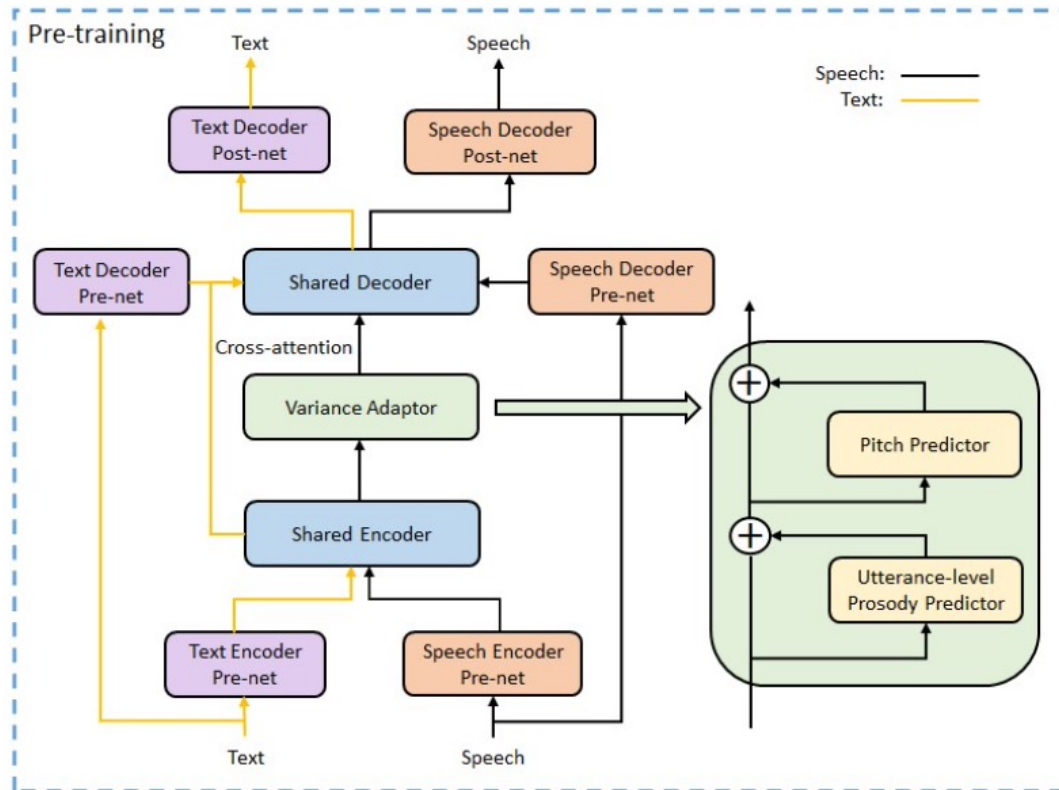 Pre-training
Text
Speech
Speech:
Text:
Text Decoder
Post-net
Speech Decoder
Post-net
Text Decoder
Pre-net
Shared Decoder
Speech Decoder
Pre-net
Cross-attention
Variance Adaptor
Pitch Predictor
Shared Encoder
Utterance-level
Prosody Predictor
Text Encoder
Pre-net
Speech Encoder
Pre-net
Text
Speech